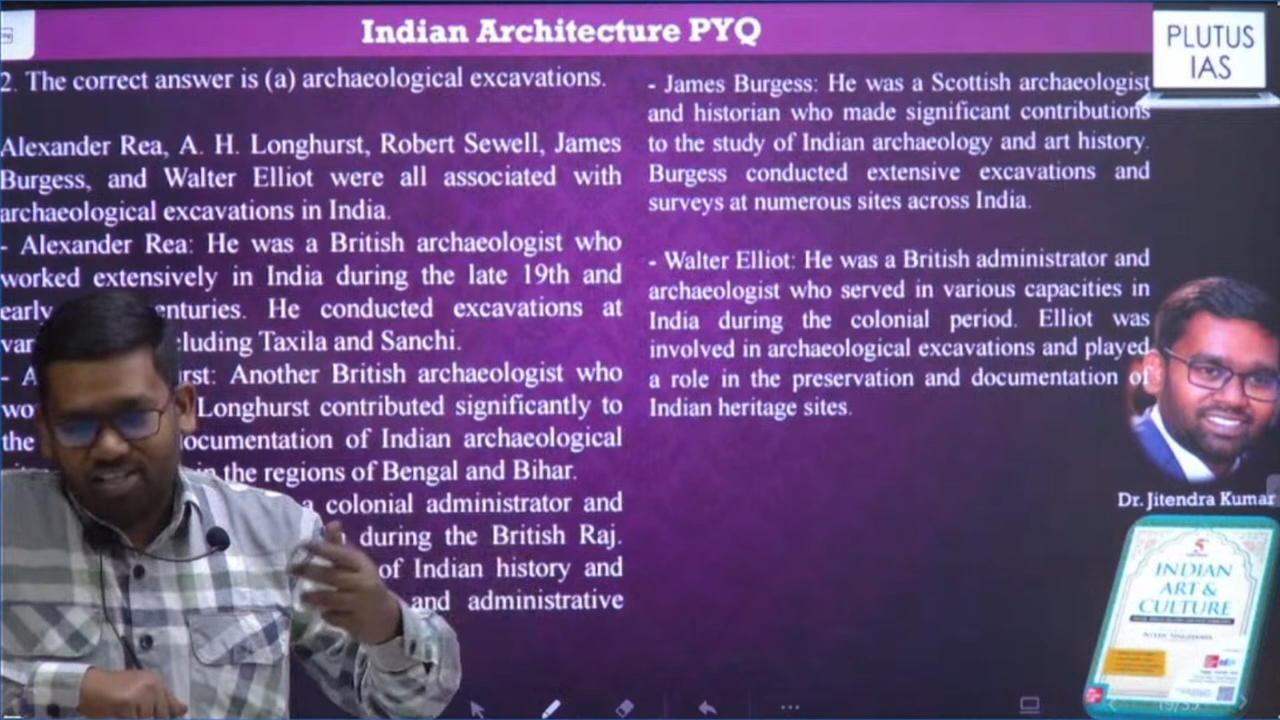 Indian Architecture PYQ
PLUTUS
IAS
2. The correct answer is (a) archaeological excavations.
Alexander Rea, A. H. Longhurst, Robert Sewell, James
Burgess, and Walter Elliot were all associated with
archaeological excavations in India.
- Alexander Rea: He was a British archaeologist who
worked extensively in India during the late 19th and
early enturies. He conducted excavations at
var cluding Taxila and Sanchi.
- A rst: Another British archaeologist who
wo Longhurst contributed significantly to
the ocumentation of Indian archaeological
in the regions of Bengal and Bihar.
a colonial administrator and
during the British Raj.
of Indian history and
and administrative
- James Burgess: He was a Scottish archaeologist
and historian who made significant contributions
to the study of Indian archaeology and art history.
Burgess conducted extensive excavations and
surveys at numerous sites across India.
- Walter Elliot: He was a British administrator and
archaeologist who served in various capacities in
India during the colonial period. Elliot was
involved in archaeological excavations and played
a role in the preservation and documentation of
Indian heritage sites.
Dr. Jitendra Kumar
INDIAN
ART &
CULTURE
19/35